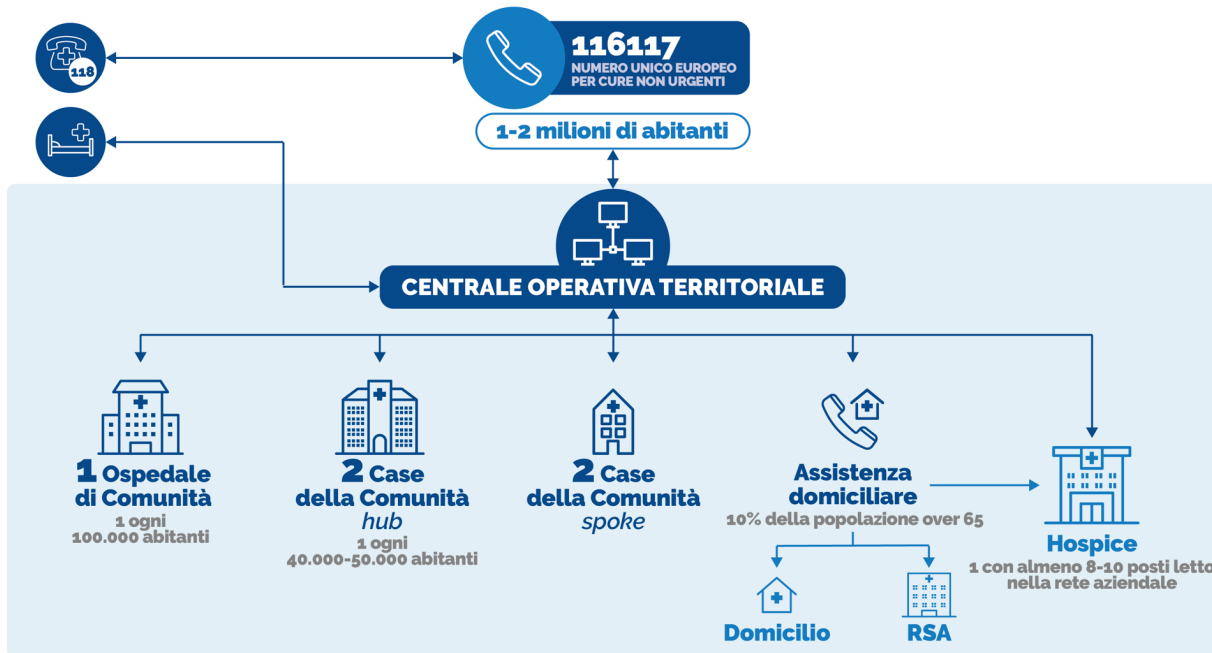 118
116117
NUMERO UNICO EUROPEO
PER CURE NON URGENTI
1-2 milioni di abitanti
CENTRALE OPERATIVA TERRITORIALE
1 Ospedale
di Comunità
1 ogni
100.000 abitanti
2 Case
della Comunità
hub
1 ogni
40.000-50.000 abitanti
2 Case
della Comunità
spoke
Assistenza
domiciliare
10% della popolazione over 65
Hospice
1 con almeno 8-10 posti letto
nella rete aziendale
Domicilio
RSA